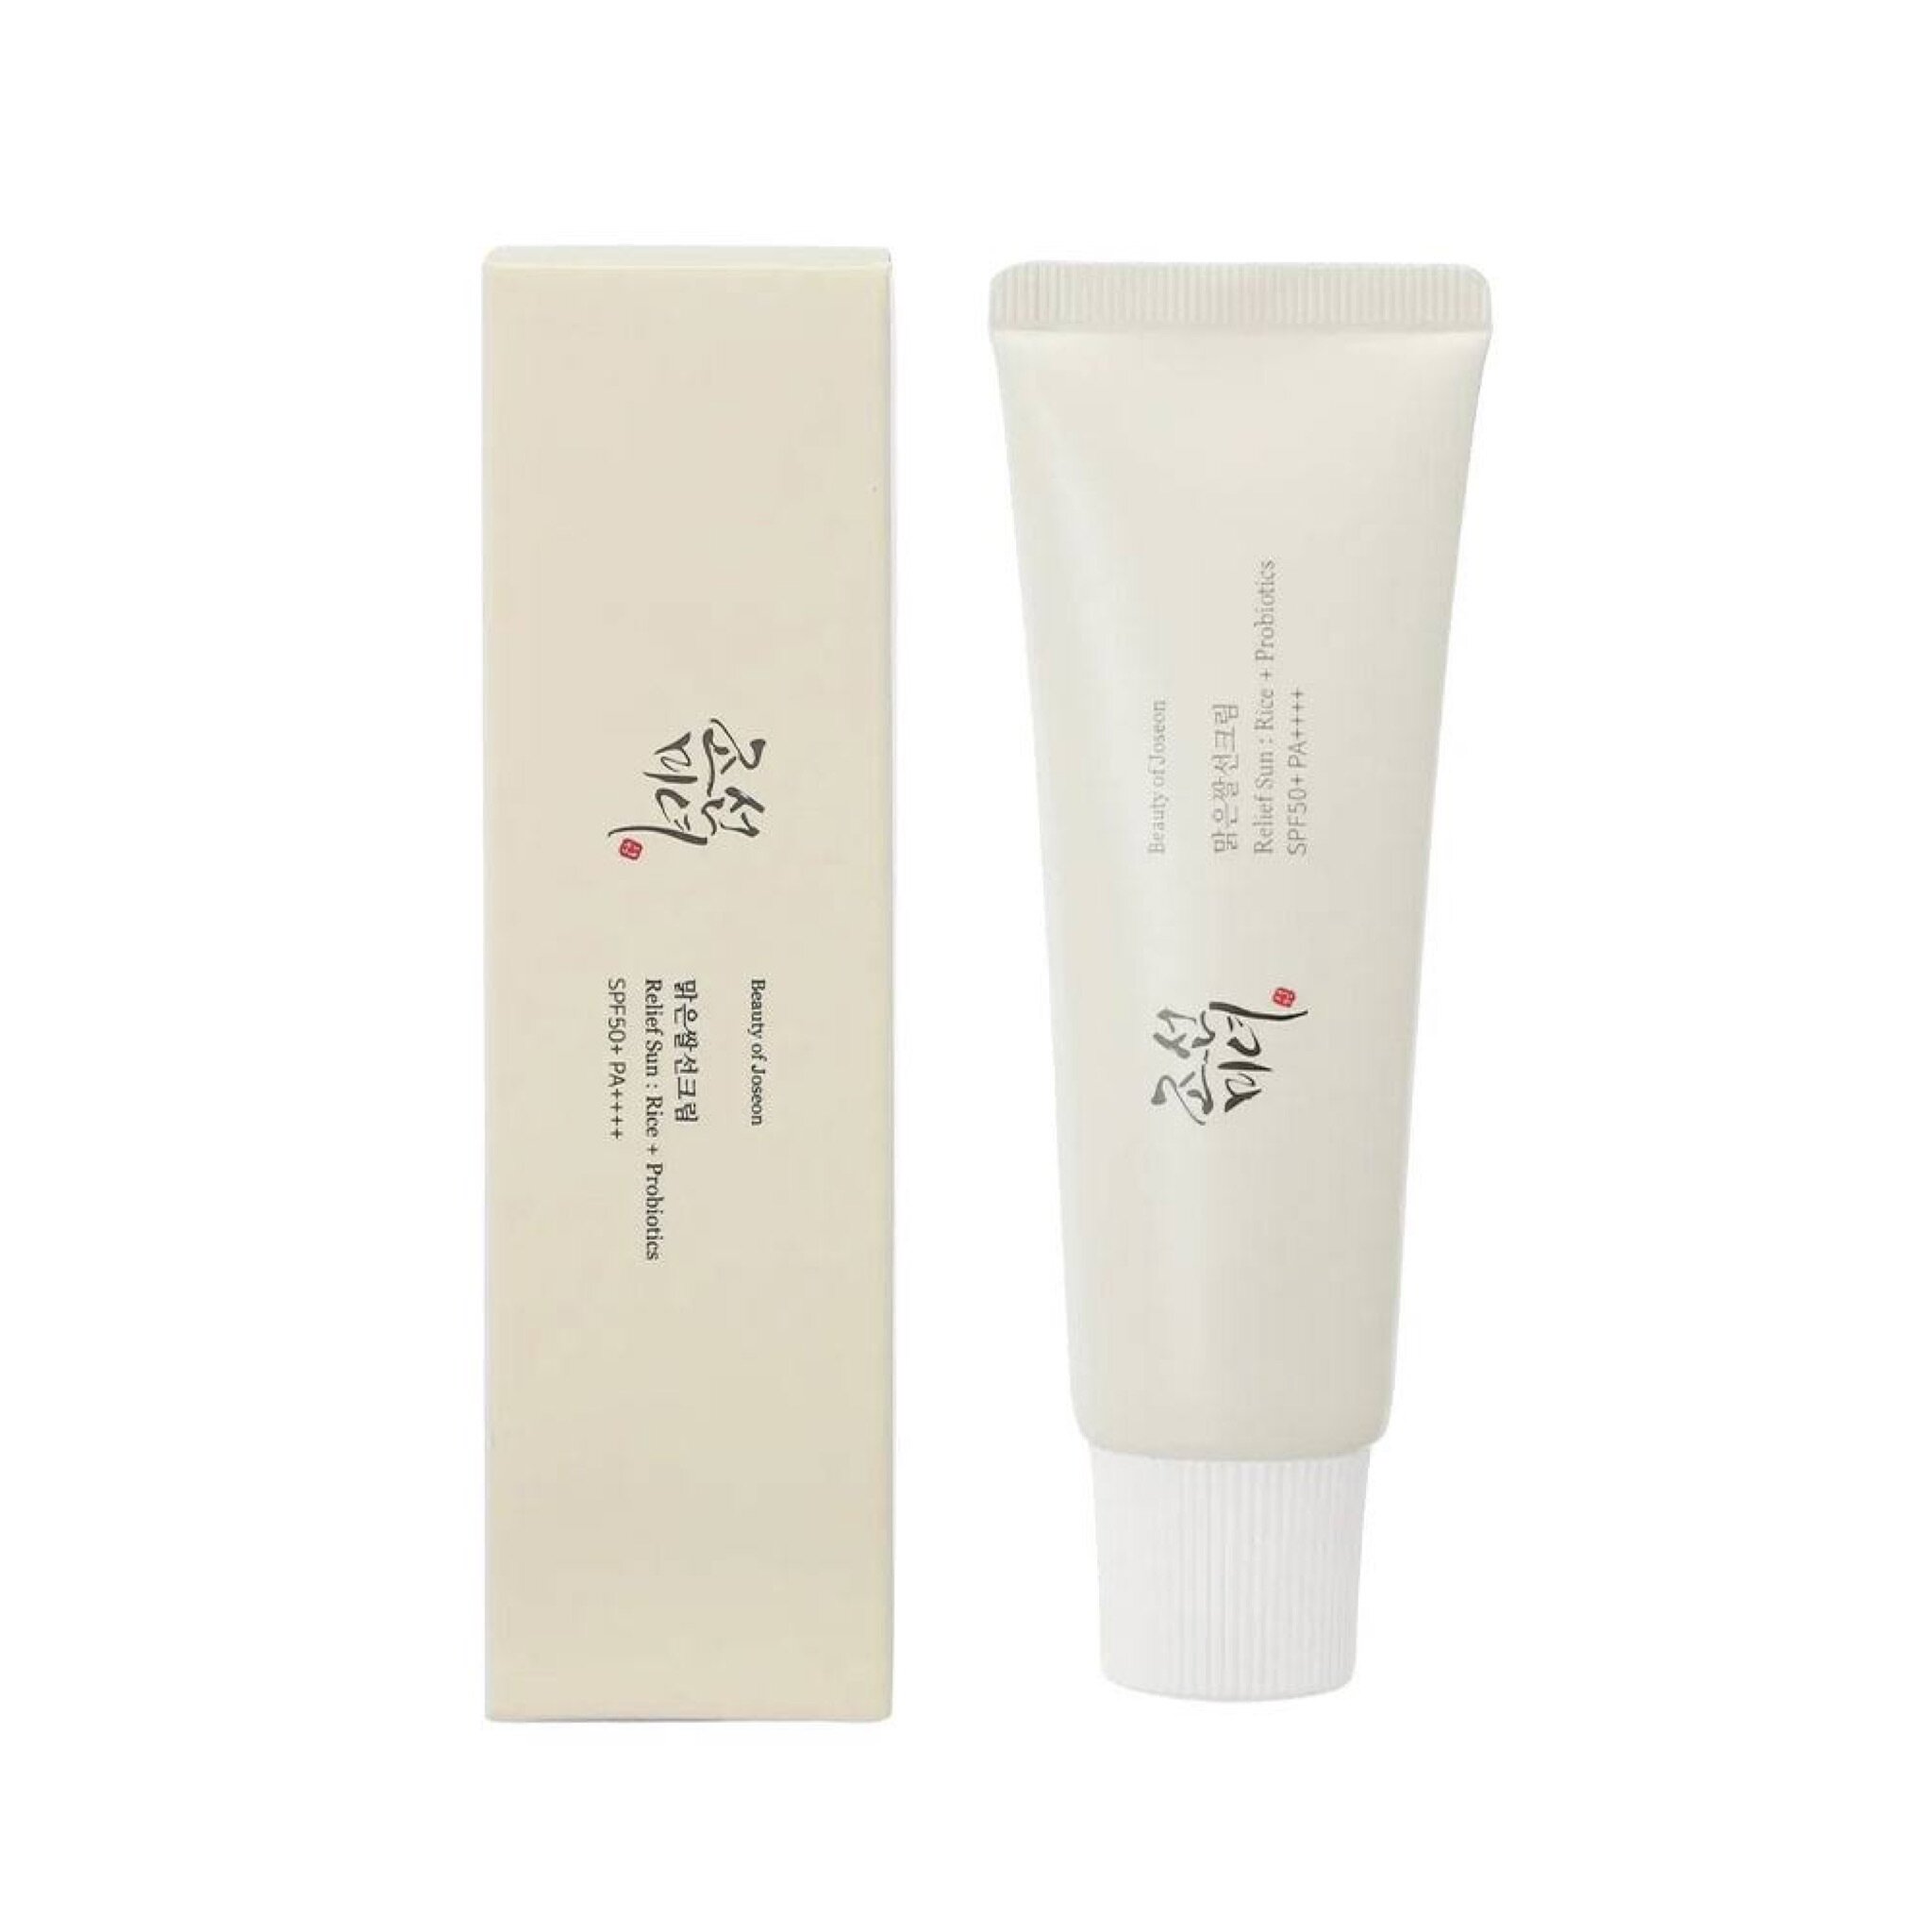 조선
미녀
Beauty of Joseon
맑은쌀선크림
Relief Sun : Rice + Probiotics
SPF50+ PA++++
Beauty of Joseon
맑은쌀선크림
Relief Sun : Rice + Probiotics
SPF50+ PA++++
조선
미녀